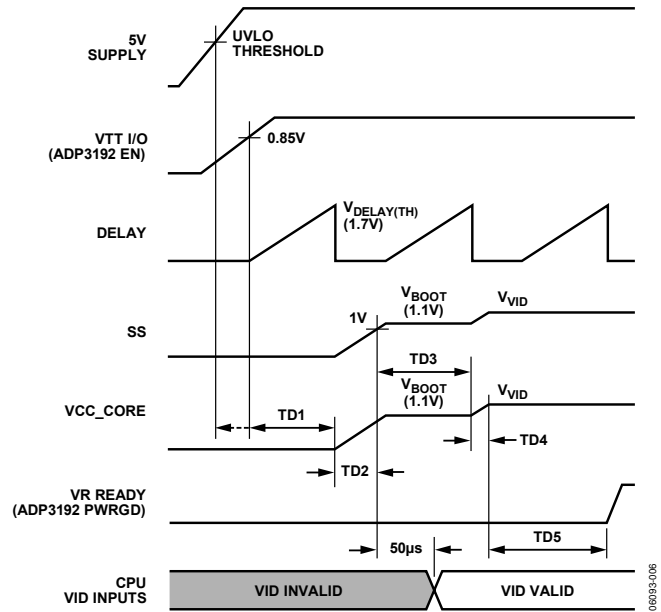 5V
SUPPLY
UVLO
THRESHOLD
VTT I/O
(ADP3192 EN)
0.85V
DELAY
VDELAY(TH)
(1.7V)
SS
1V
VBOOT
(1.1V)
VVID
TD3
VCC_CORE
VBOOT
(1.1V)
VVID
TD1
TD4
TD2
VR READY
(ADP3192 PWRGD)
50µs
TD5
CPU
VID INPUTS
VID INVALID
VID VALID
06093-006